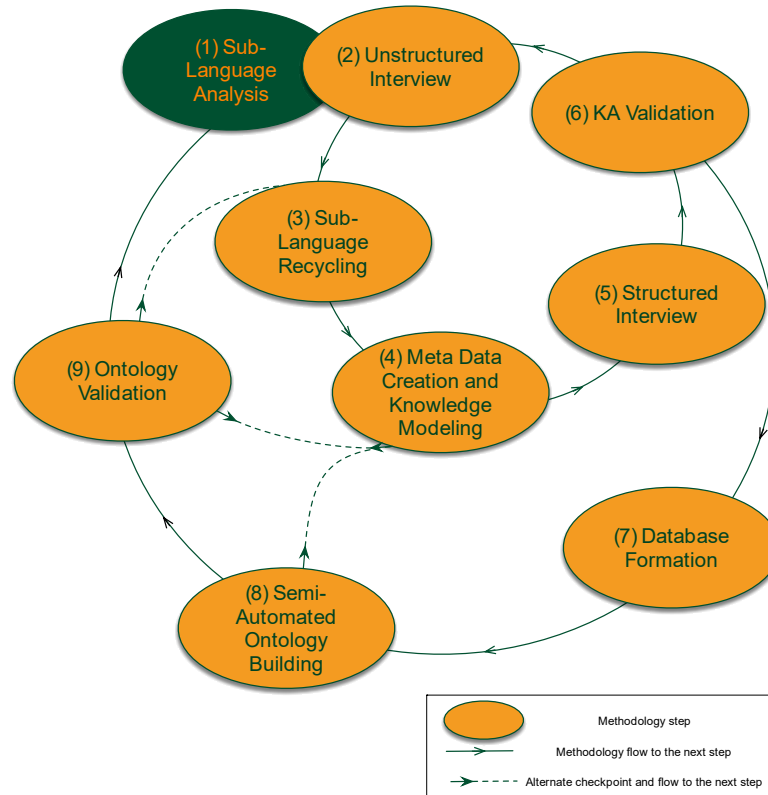 (1) Sub-
Language
Analysis
(2) Unstructured
Interview
(3) Sub-
Language
Recycling
(4) Meta Data
Creation and
Knowledge
Modeling
(5) Structured
Interview
(6) KA Validation
(7) Database
Formation
(8) Semi-
Automated
Ontology
Building
(9) Ontology
Validation
Methodology step
Methodology flow to the next step
Alternate checkpoint and flow to the next step